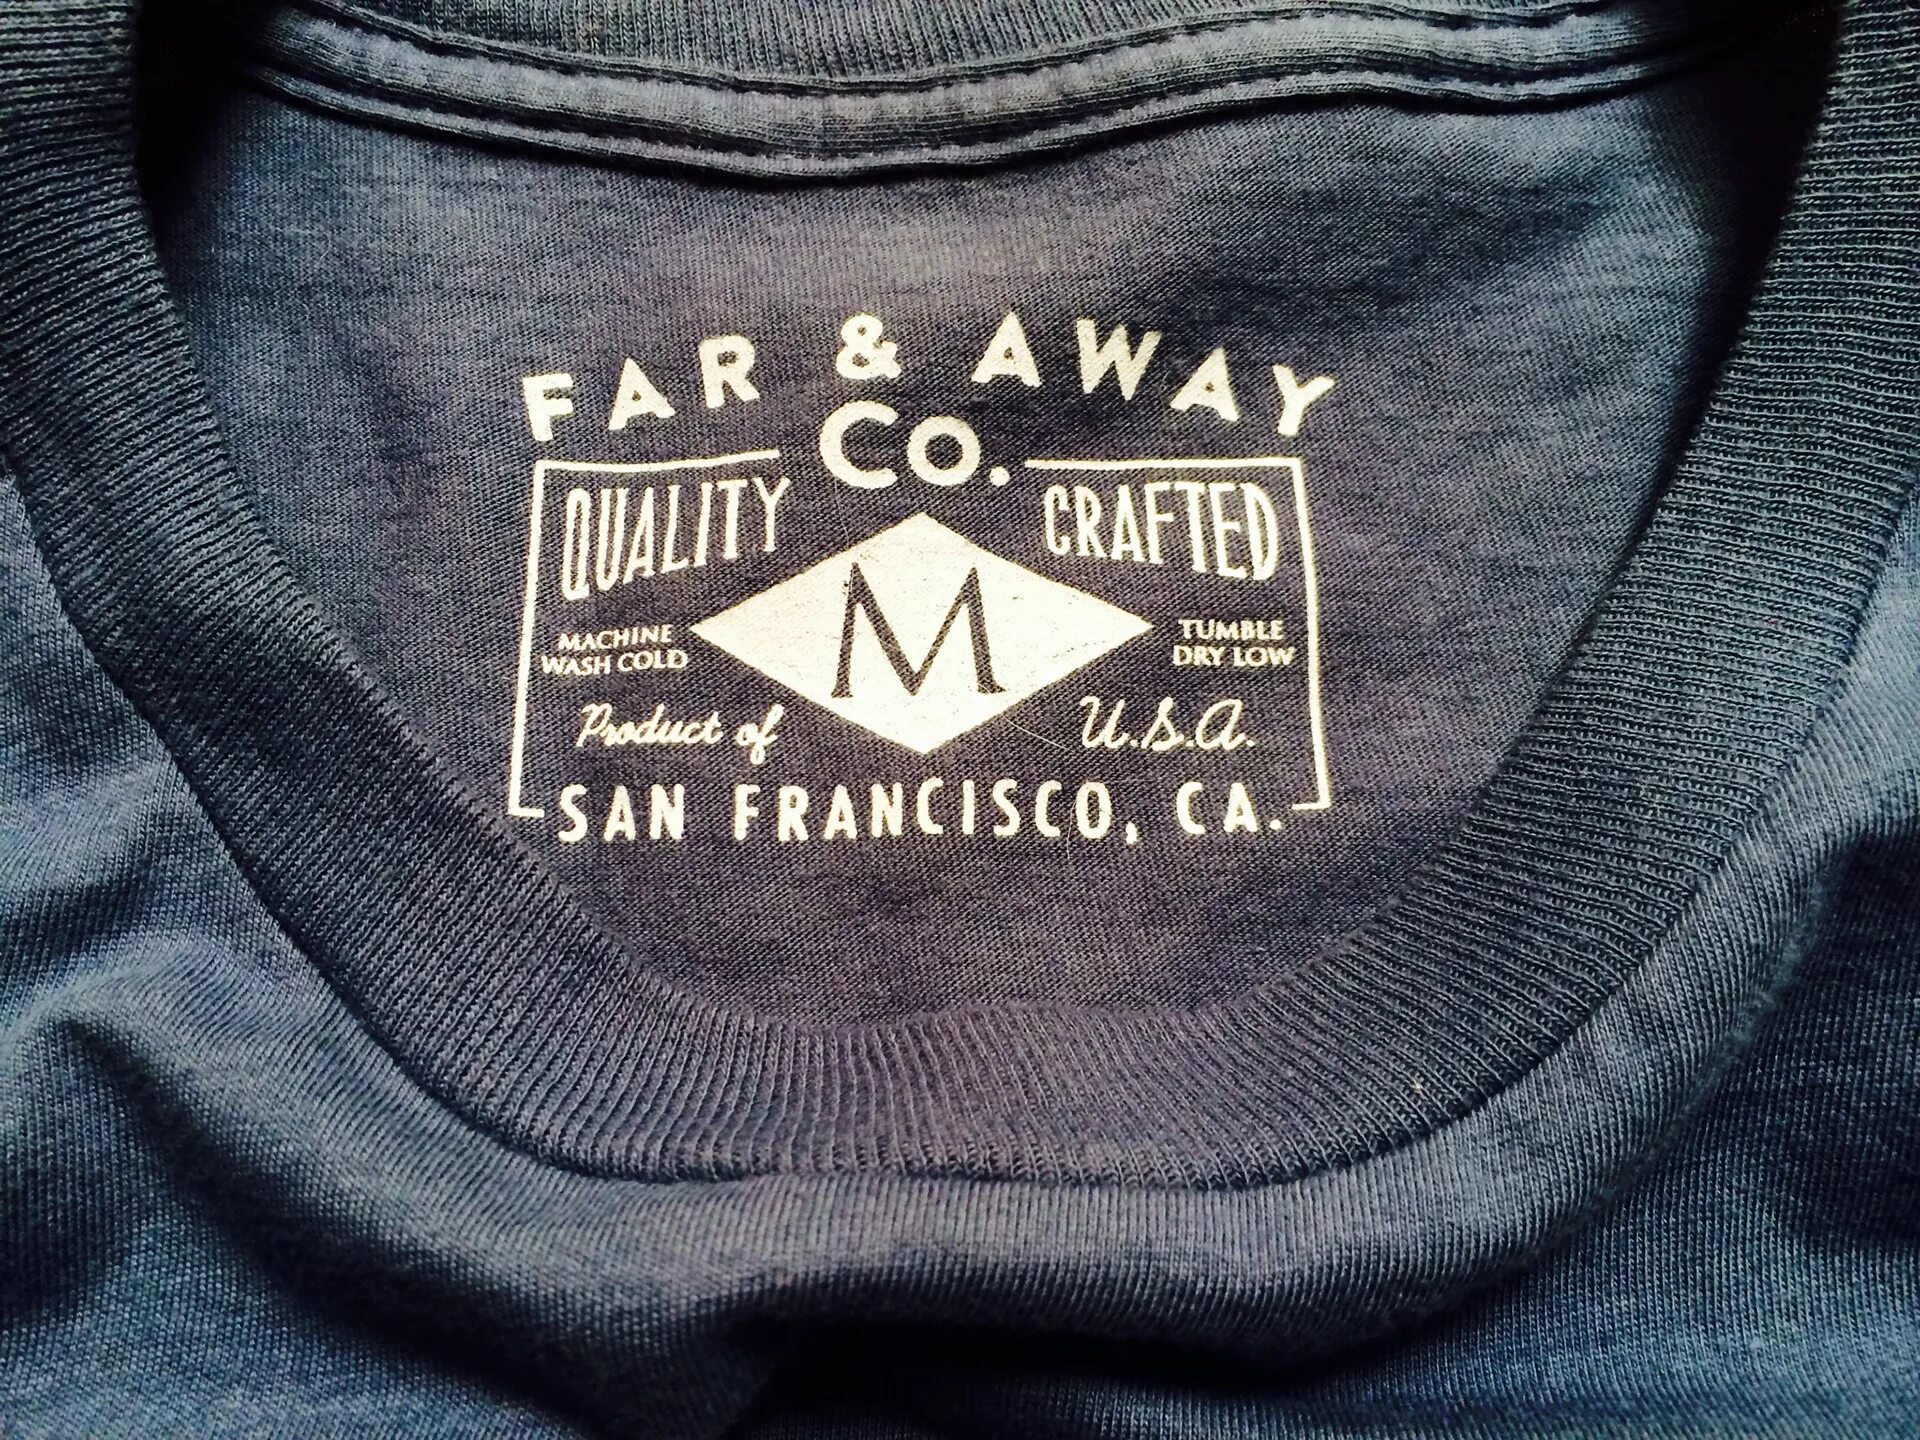 FAR & AWAY
Co.
QUALITY CRAFTED
M
MACHINE
WASH COLD
TUMBLE
DRY LOW
Product of U.S.A.
SAN FRANCISCO, CA.